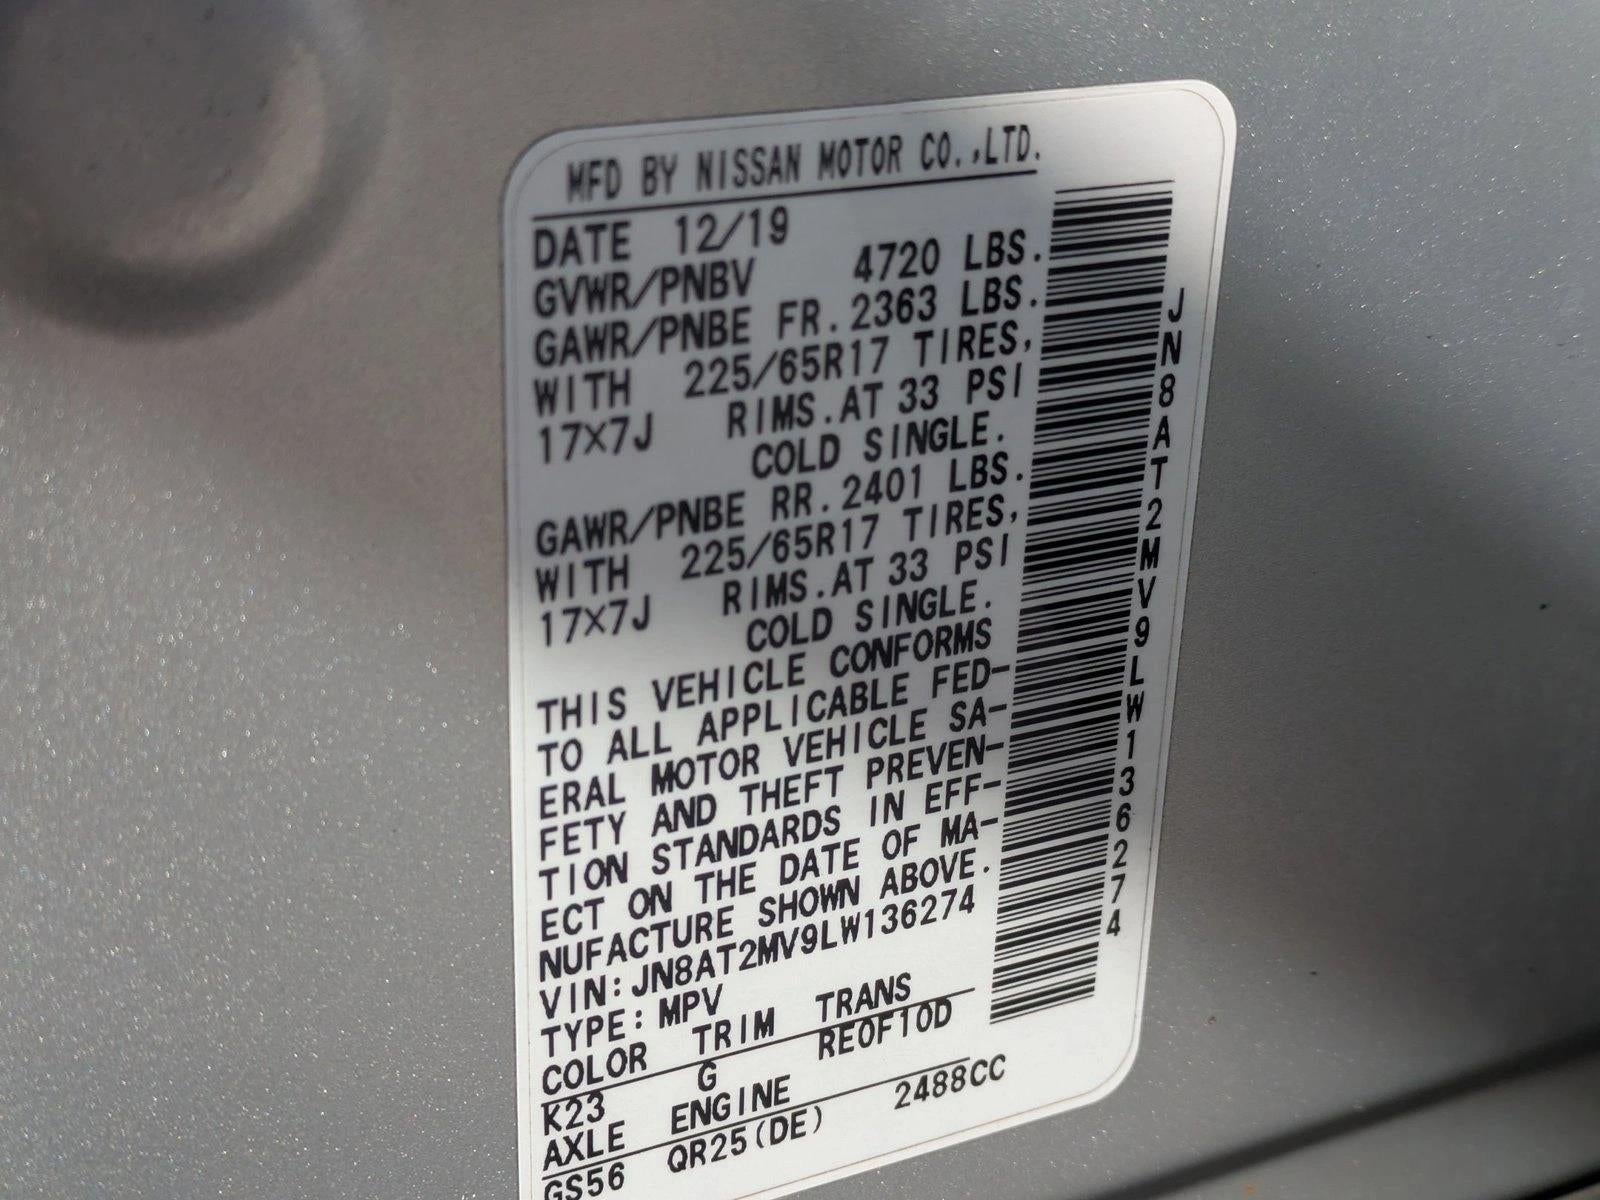 MFD BY NISSAN MOTOR CO.,LTD.
DATE 12/19
GVWR/PNBV 4720 LBS.
GAWR/PNBE FR.2363 LBS.
WITH 225/65R17 TIRES,
17X7J RIMS.AT 33 PSI
COLD SINGLE.
GAWR/PNBE RR.2401 LBS.
WITH 225/65R17 TIRES,
17X7J RIMS.AT 33 PSI
COLD SINGLE.
THIS VEHICLE CONFORMS
TO ALL APPLICABLE FED-
ERAL MOTOR VEHICLE SA-
FETY AND THEFT PREVEN-
TION STANDARDS IN EFF-
ECT ON THE DATE OF MA-
NUFACTURE SHOWN ABOVE.
VIN:JN8AT2MV9LW136274
TYPE:MPV
COLOR TRIM TRANS
K23 G RE0F10D
AXLE ENGINE
GS56 QR25(DE) 2488CC
JN8AT2MV9LW136274